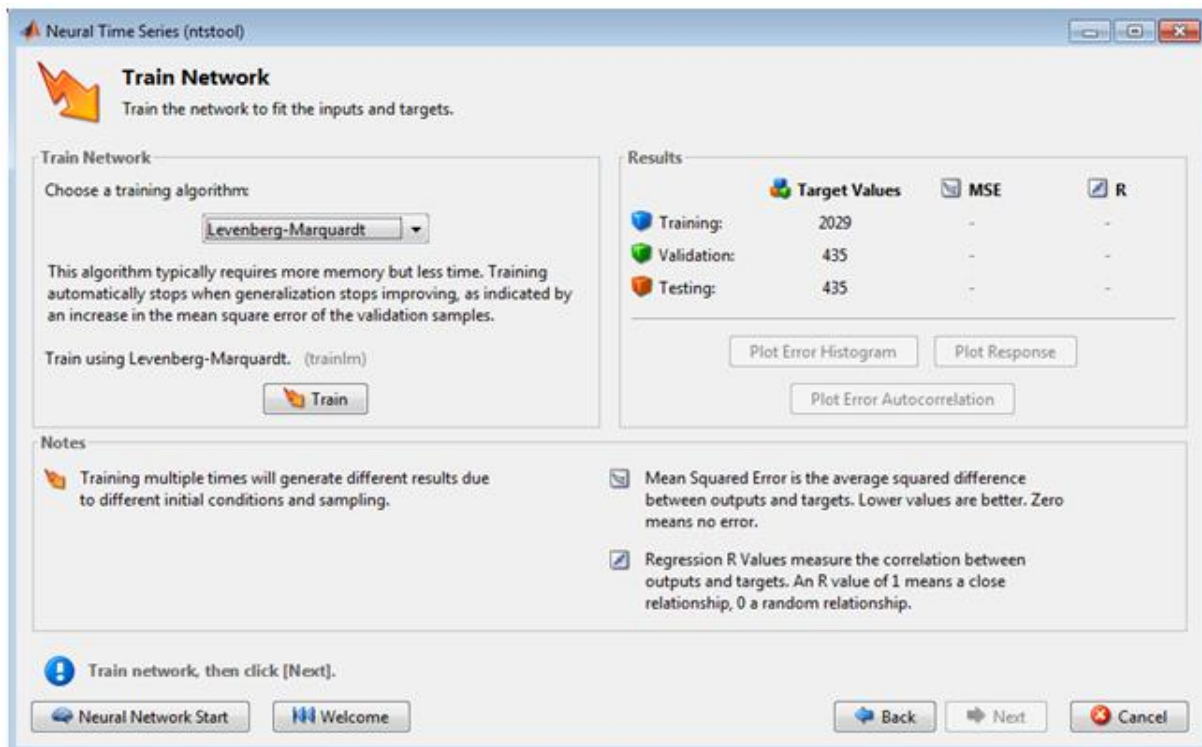 Neural Time Series (ntstool)
Train Network
Train the network to fit the inputs and targets.
Train Network
Choose a training algorithm:
Levenberg-Marquardt
This algorithm typically requires more memory but less time. Training
automatically stops when generalization stops improving, as indicated by
an increase in the mean square error of the validation samples.
Train using Levenberg-Marquardt. (trainlm)
Train
Results
Target Values MSE R
Training: 2029 - -
Validation: 435 - -
Testing: 435 - -
Plot Error Histogram Plot Response
Plot Error Autocorrelation
Notes
Training multiple times will generate different results due
to different initial conditions and sampling.
Mean Squared Error is the average squared difference
between outputs and targets. Lower values are better. Zero
means no error.
Regression R Values measure the correlation between
outputs and targets. An R value of 1 means a close
relationship, 0 a random relationship.
Train network, then click [Next].
Neural Network Start Welcome Back Next Cancel